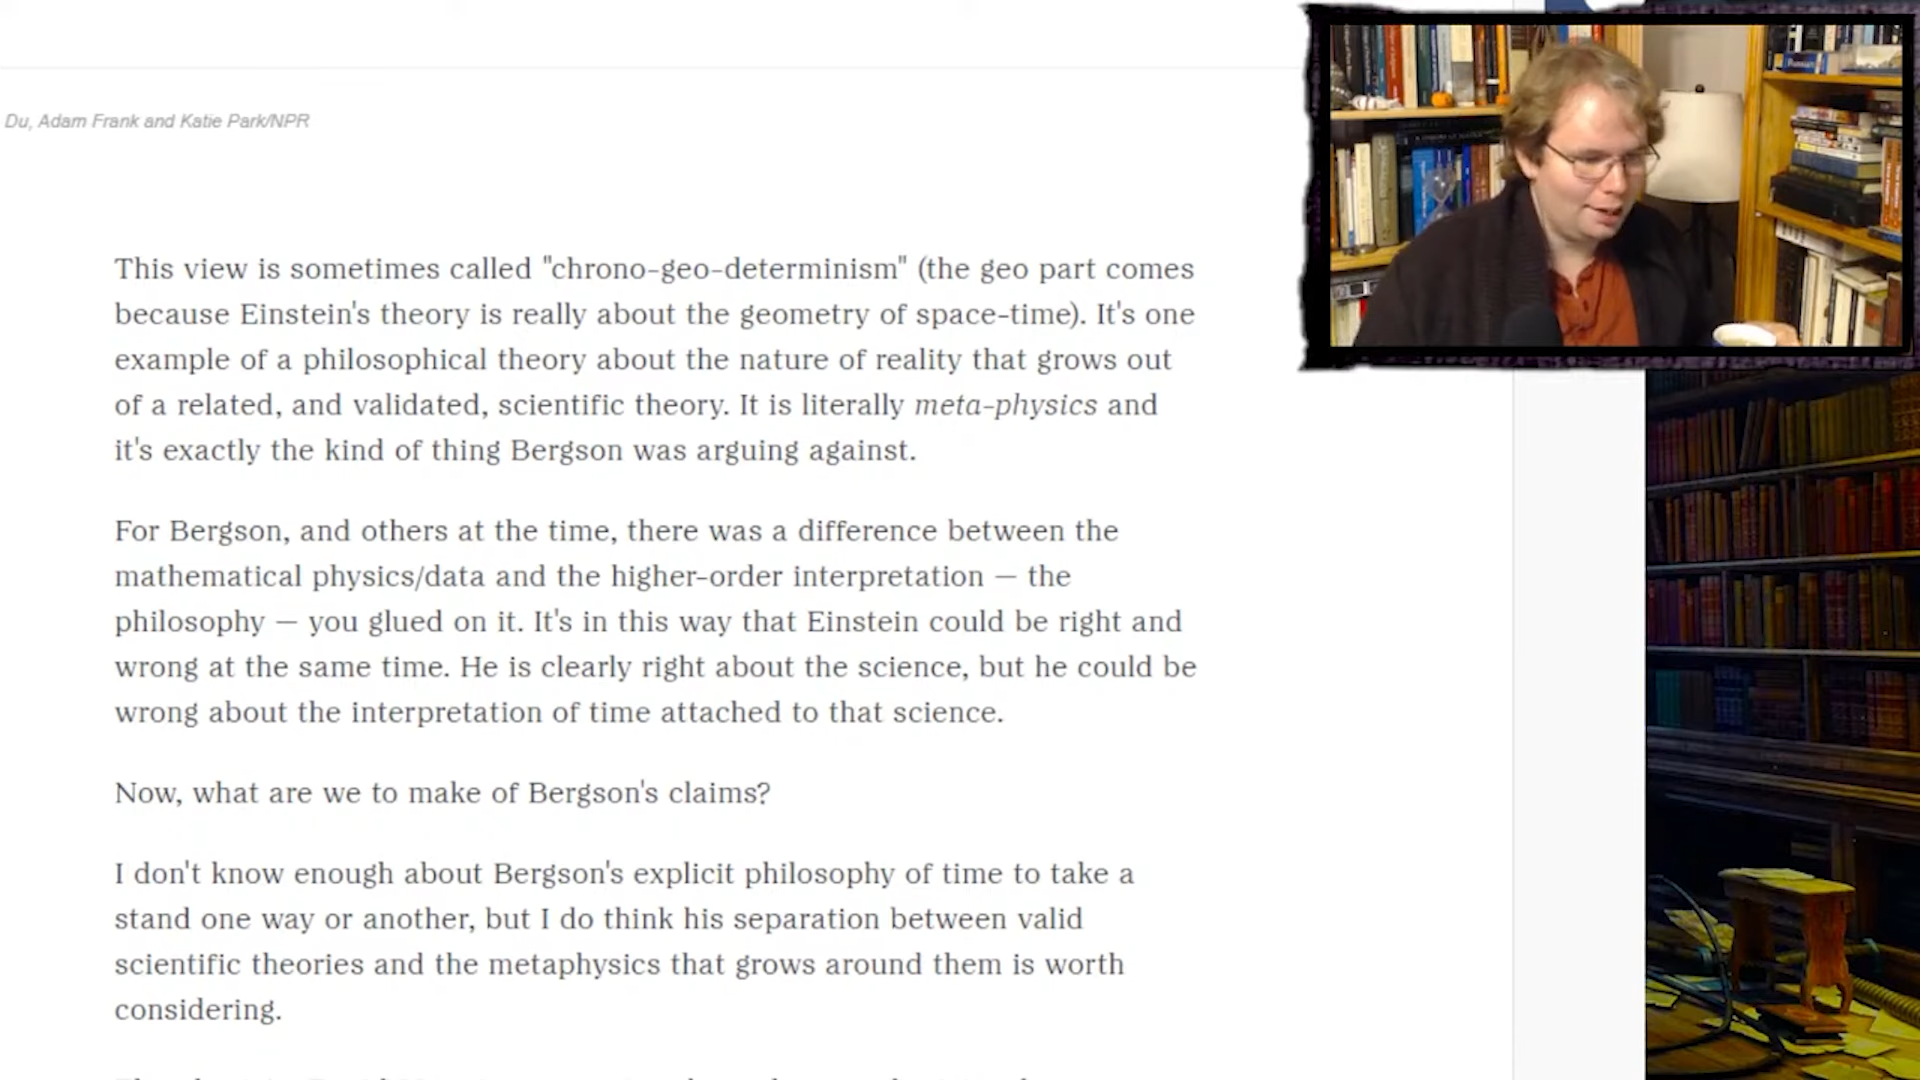 Du, Adam Frank and Katie Park/NPR
This view is sometimes called "chrono-geo-determinism" (the geo part comes
because Einstein's theory is really about the geometry of space-time). It's one
example of a philosophical theory about the nature of reality that grows out
of a related, and validated, scientific theory. It is literally meta-physics and
it's exactly the kind of thing Bergson was arguing against.
For Bergson, and others at the time, there was a difference between the
mathematical physics/data and the higher-order interpretation — the
philosophy — you glued on it. It's in this way that Einstein could be right and
wrong at the same time. He is clearly right about the science, but he could be
wrong about the interpretation of time attached to that science.
Now, what are we to make of Bergson's claims?
I don't know enough about Bergson's explicit philosophy of time to take a
stand one way or another, but I do think his separation between valid
scientific theories and the metaphysics that grows around them is worth
considering.